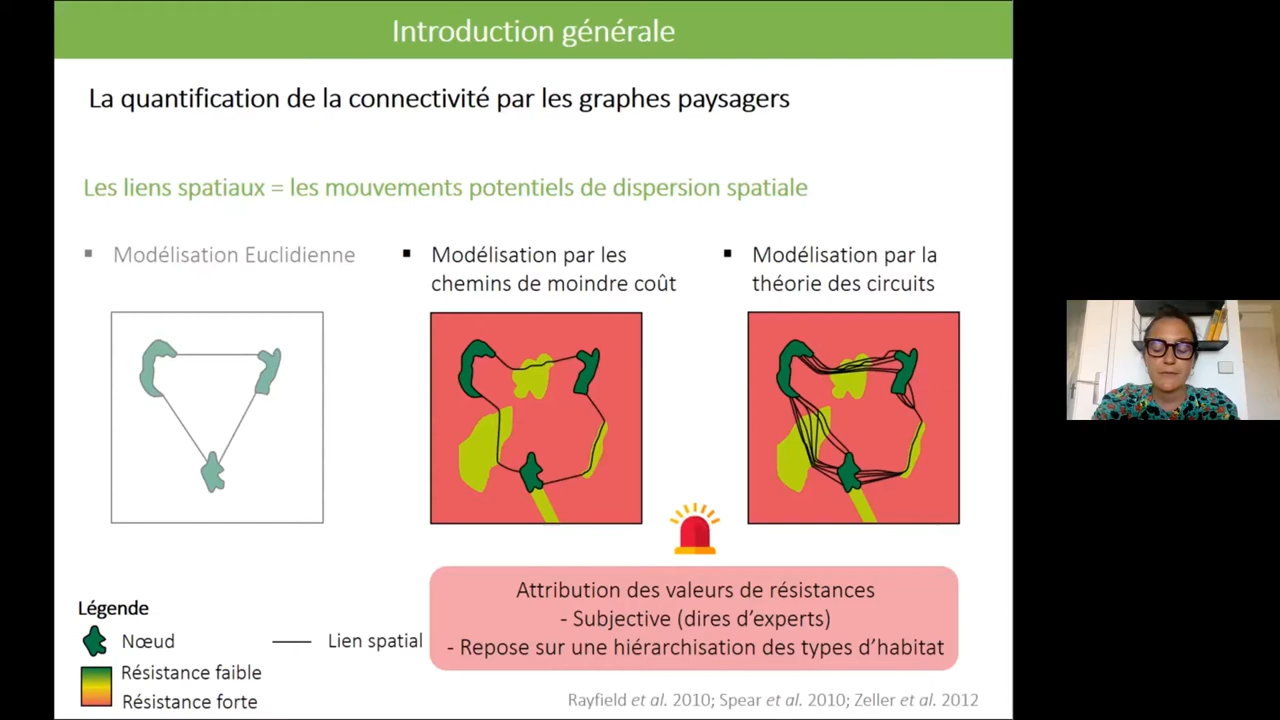 Introduction générale
La quantification de la connectivité par les graphes paysagers
Les liens spatiaux = les mouvements potentiels de dispersion spatiale
▪ Modélisation Euclidienne
▪ Modélisation par les
chemins de moindre coût
▪ Modélisation par la
théorie des circuits
Attribution des valeurs de résistances
- Subjective (dires d'experts)
- Repose sur une hiérarchisation des types d'habitat
Légende
Nœud
Lien spatial
Résistance faible
Résistance forte
Rayfield et al. 2010; Spear et al. 2010; Zeller et al. 2012